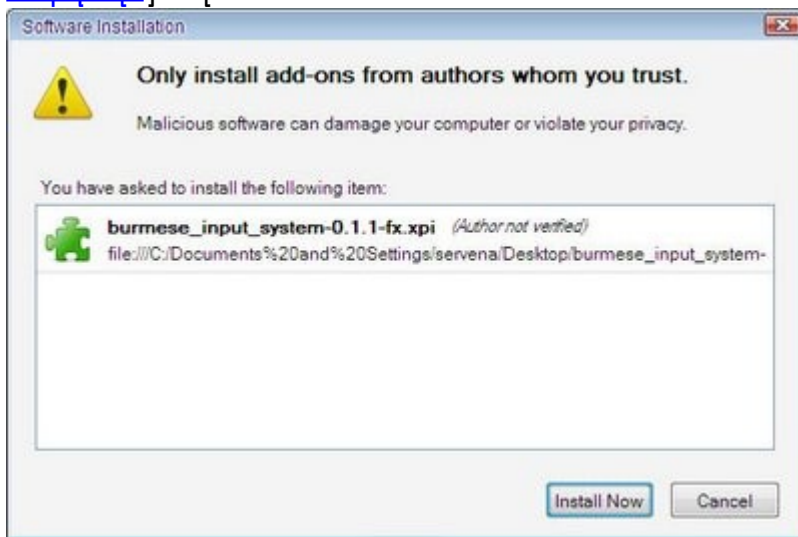 Software Installation
Only install add-ons from authors whom you trust.
Malicious software can damage your computer or violate your privacy.
You have asked to install the following item:
burmese_input_system-0.1.1-fx.xpi (Author not verified)
file:///C:/Documents%20and%20Settings/servena/Desktop/burmese_input_system-
Install Now Cancel